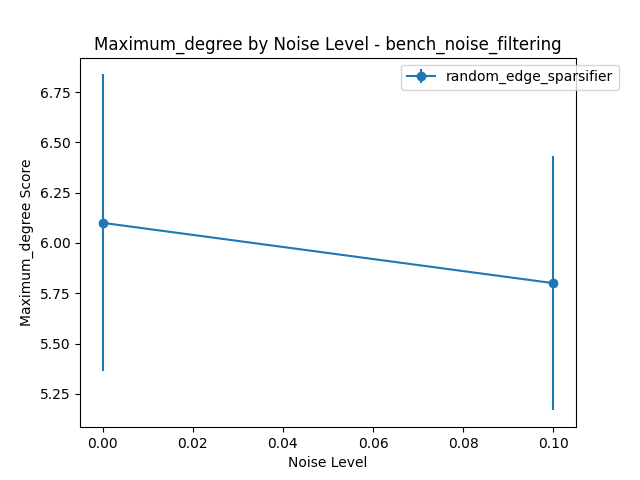 Maximum_degree by Noise Level - bench_noise_filtering
random_edge_sparsifier
6.75
6.50
6.25
6.00
5.75
5.50
5.25
Maximum_degree Score
0.00 0.02 0.04 0.06 0.08 0.10
Noise Level